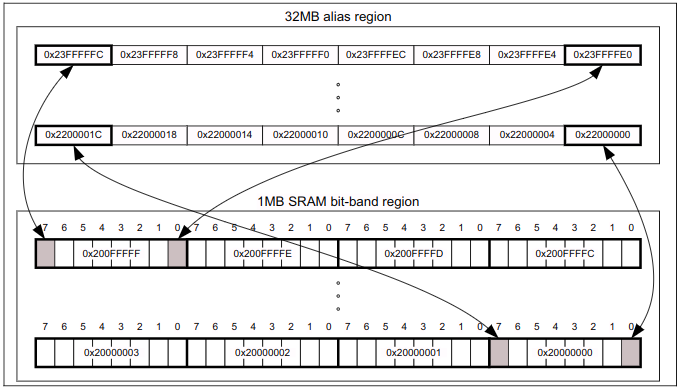 32MB alias region
0x23FFFFFC 0x23FFFFF8 0x23FFFFF4 0x23FFFFF0 0x23FFFFEC 0x23FFFFE8 0x23FFFFE4 0x23FFFFE0
0x2200001C 0x22000018 0x22000014 0x22000010 0x2200000C 0x22000008 0x22000004 0x22000000
1MB SRAM bit-band region
7 6 5 4 3 2 1 0 7 6 5 4 3 2 1 0 7 6 5 4 3 2 1 0 7 6 5 4 3 2 1 0
0x200FFFFF 0x200FFFFE 0x200FFFFD 0x200FFFFC
7 6 5 4 3 2 1 0 7 6 5 4 3 2 1 0 7 6 5 4 3 2 1 0 7 6 5 4 3 2 1 0
0x20000003 0x20000002 0x20000001 0x20000000